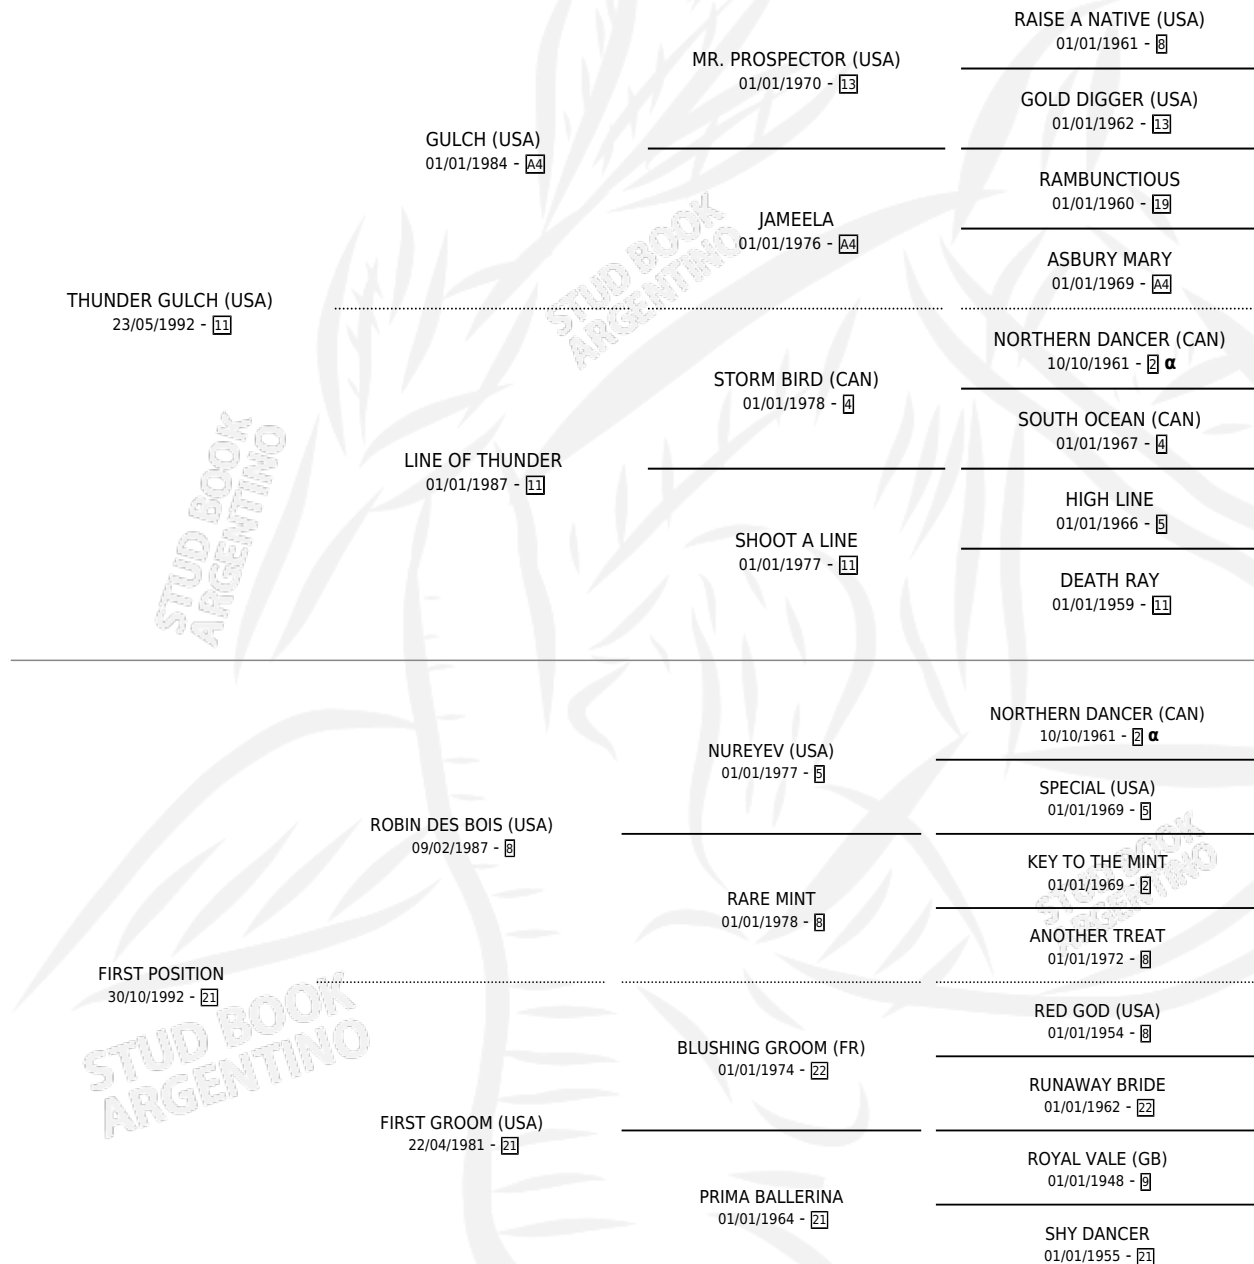 RAISE A NATIVE (USA)
01/01/1961 - 8
MR. PROSPECTOR (USA)
01/01/1970 - 13
GOLD DIGGER (USA)
01/01/1962 - 13
GULCH (USA)
01/01/1984 - A4
RAMBUNCTIOUS
01/01/1960 - 19
JAMEELA
01/01/1976 - A4
ASBURY MARY
01/01/1969 - A4
THUNDER GULCH (USA)
23/05/1992 - 11
NORTHERN DANCER (CAN)
10/10/1961 - 2 α
STORM BIRD (CAN)
01/01/1978 - 4
SOUTH OCEAN (CAN)
01/01/1967 - 4
LINE OF THUNDER
01/01/1987 - 11
HIGH LINE
01/01/1966 - 5
SHOOT A LINE
01/01/1977 - 11
DEATH RAY
01/01/1959 - 11
NORTHERN DANCER (CAN)
10/10/1961 - 2 α
NUREYEV (USA)
01/01/1977 - 5
SPECIAL (USA)
01/01/1969 - 5
ROBIN DES BOIS (USA)
09/02/1987 - 8
KEY TO THE MINT
01/01/1969 - 2
RARE MINT
01/01/1978 - 8
ANOTHER TREAT
01/01/1972 - 8
FIRST POSITION
30/10/1992 - 21
RED GOD (USA)
01/01/1954 - 8
BLUSHING GROOM (FR)
01/01/1974 - 22
RUNAWAY BRIDE
01/01/1962 - 22
FIRST GROOM (USA)
22/04/1981 - 21
ROYAL VALE (GB)
01/01/1948 - 9
PRIMA BALLERINA
01/01/1964 - 21
SHY DANCER
01/01/1955 - 21
STUD BOOK
ARGENTINO
STUD BOOK
ARGENTINO
STUD BOOK
ARGENTINO
STUD BOOK
ARGENTINO